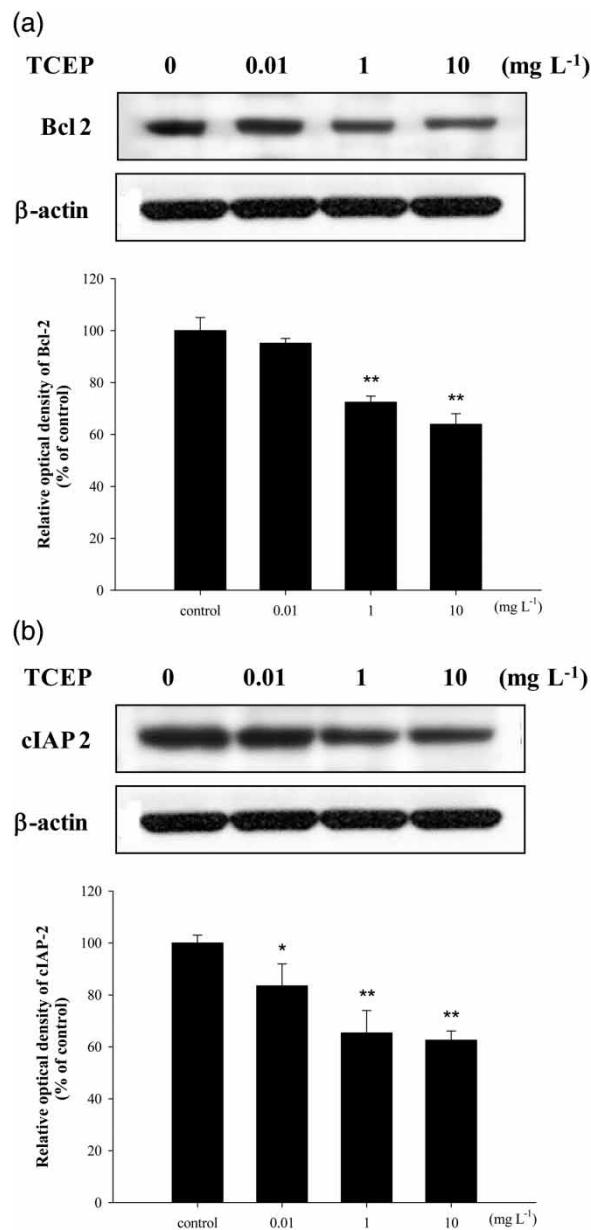 (a)
TCEP 0 0.01 1 10 (mg L⁻¹)
Bcl 2
β-actin
Relative optical density of Bcl-2
(% of control)
120
100
80
60
40
20
0
** **
control 0.01 1 10 (mg L⁻¹)
(b)
TCEP 0 0.01 1 10 (mg L⁻¹)
cIAP 2
β-actin
Relative optical density of cIAP-2
(% of control)
120
100
80
60
40
20
0
* ** **
control 0.01 1 10 (mg L⁻¹)